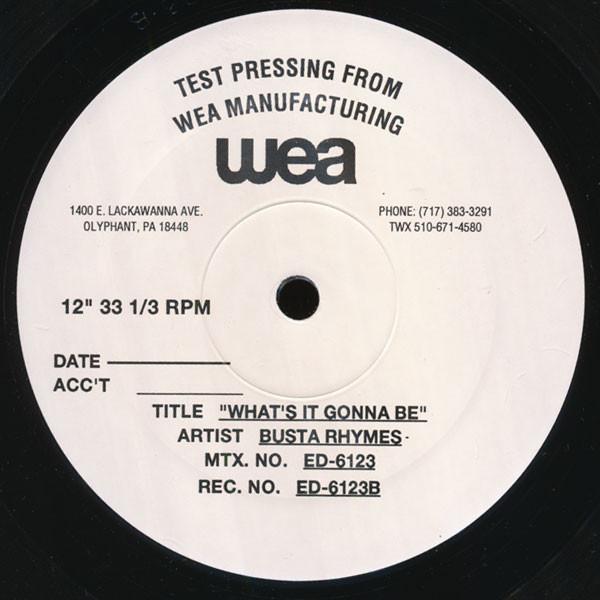 TEST PRESSING FROM
WEA MANUFACTURING
wea
1400 E. LACKAWANNA AVE.
OLYPHANT, PA 18448
PHONE: (717) 383-3291
TWX 510-671-4580
12" 33 1/3 RPM
DATE
ACC'T
TITLE "WHAT'S IT GONNA BE"
ARTIST BUSTA RHYMES
MTX. NO. ED-6123
REC. NO. ED-6123B